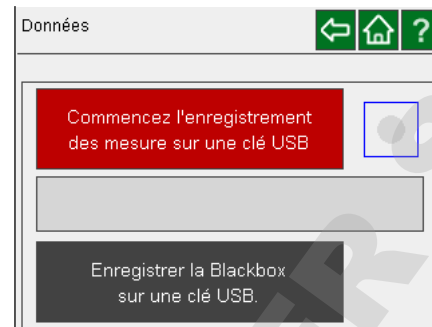 Données
?
Commencez l'enregistrement
des mesure sur une clé USB
Enregistrer la Blackbox
sur une clé USB.